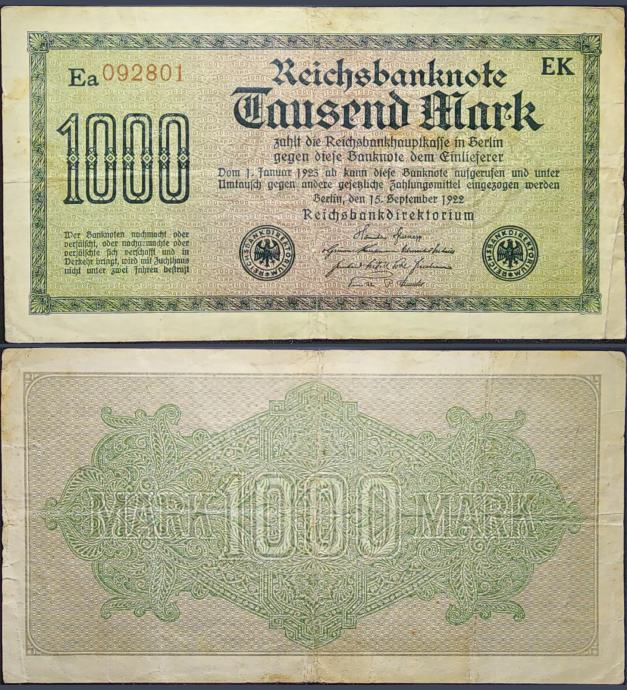 Ea 092801
EK
Reichsbanknote
Tausend Mark
1000
zahlt die Reichsbankhauptkasse in Berlin
gegen diese Banknote dem Einlieferer
Vom 1. Januar 1923 ab kann diese Banknote aufgerufen und unter
Umtausch gegen andere gesetzliche Zahlungsmittel eingezogen werden
Berlin, den 15. September 1922
Reichsbankdirektorium
Wer Banknoten nachmacht oder
verfälscht, oder nachgemachte oder
verfälschte sich verschafft und in
Verkehr bringt, wird mit Zuchthaus
nicht unter zwei Jahren bestraft
REICHSBANKDIREKTORIUM
REICHSBANKDIREKTORIUM
MARK 1000 MARK